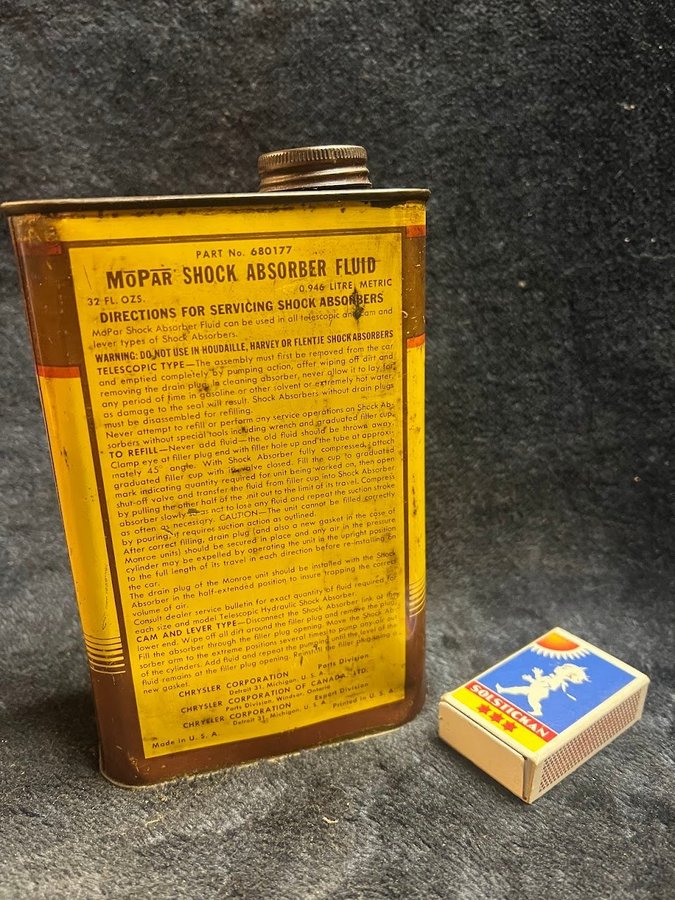 PART No. 680177
MOPAR SHOCK ABSORBER FLUID
32 FL. OZS.
0.946 LITRE METRIC
DIRECTIONS FOR SERVICING SHOCK ABSORBERS
MoPar Shock Absorber Fluid can be used in all telescopic and cam and
lever types of Shock Absorbers.
WARNING: DO NOT USE IN HOUDAILLE, HARVEY OR FLENTJE SHOCK ABSORBERS
TELESCOPIC TYPE—The assembly must first be removed from the car
and emptied completely by pumping action, after wiping off dirt and
removing the drain plug. In cleaning absorber, never allow it to lay for
any period of time in gasoline or other solvent or extremely hot water,
as damage to the seal will result. Shock Absorbers without drain plugs
must be disassembled for refilling.
Never attempt to refill or perform any service operations on Shock Ab-
sorbers without special tools including wrench and graduated filler cup.
TO REFILL—Never add fluid—the old fluid should be thrown away.
Clamp eye at filler plug end with filler hole up and the tube at approxi-
mately 45° angle. With Shock Absorber fully compressed, attach
graduated filler cup with its valve closed. Fill the cup to graduated
mark indicating quantity required for unit being worked on, then open
shut-off valve and transfer the fluid from filler cup into Shock Absorber
by pulling the other half of the unit out to the limit of its travel. Compress
absorber slowly so as not to lose any fluid and repeat the suction stroke
as often as necessary. CAUTION—The unit cannot be filled correctly
by pouring, it requires suction action as outlined.
After correct filling, drain plug (and also a new gasket in the case of
Monroe units) should be secured in place and any air in the pressure
cylinder may be expelled by operating the unit in the upright position
to the full length of its travel in each direction before re-installing on
the car.
The drain plug of the Monroe unit should be installed with the Shock
Absorber in the half-extended position to insure trapping the correct
volume of air.
Consult dealer service bulletin for exact quantity of fluid required for
each size and model Telescopic Hydraulic Shock Absorber.
CAM AND LEVER TYPE—Disconnect the Shock Absorber link at the
lower end. Wipe off all dirt around the filler plug and remove the plug.
Fill the absorber through the filler plug opening. Move the Shock Ab-
sorber arm to the extreme positions several times to pump any air out
of the cylinders. Add fluid and repeat the pumping until the level of the
fluid remains at the filler plug opening. Reinstall the filler plug using a
new gasket.
CHRYSLER CORPORATION Parts Division
Detroit 31, Michigan, U. S. A.
CHRYSLER CORPORATION OF CANADA, LTD.
Parts Division, Windsor, Ontario
CHRYSLER CORPORATION Export Division
Detroit 31, Michigan, U. S. A.
Made in U. S. A.
Printed in U. S. A.
SOLSTICKAN